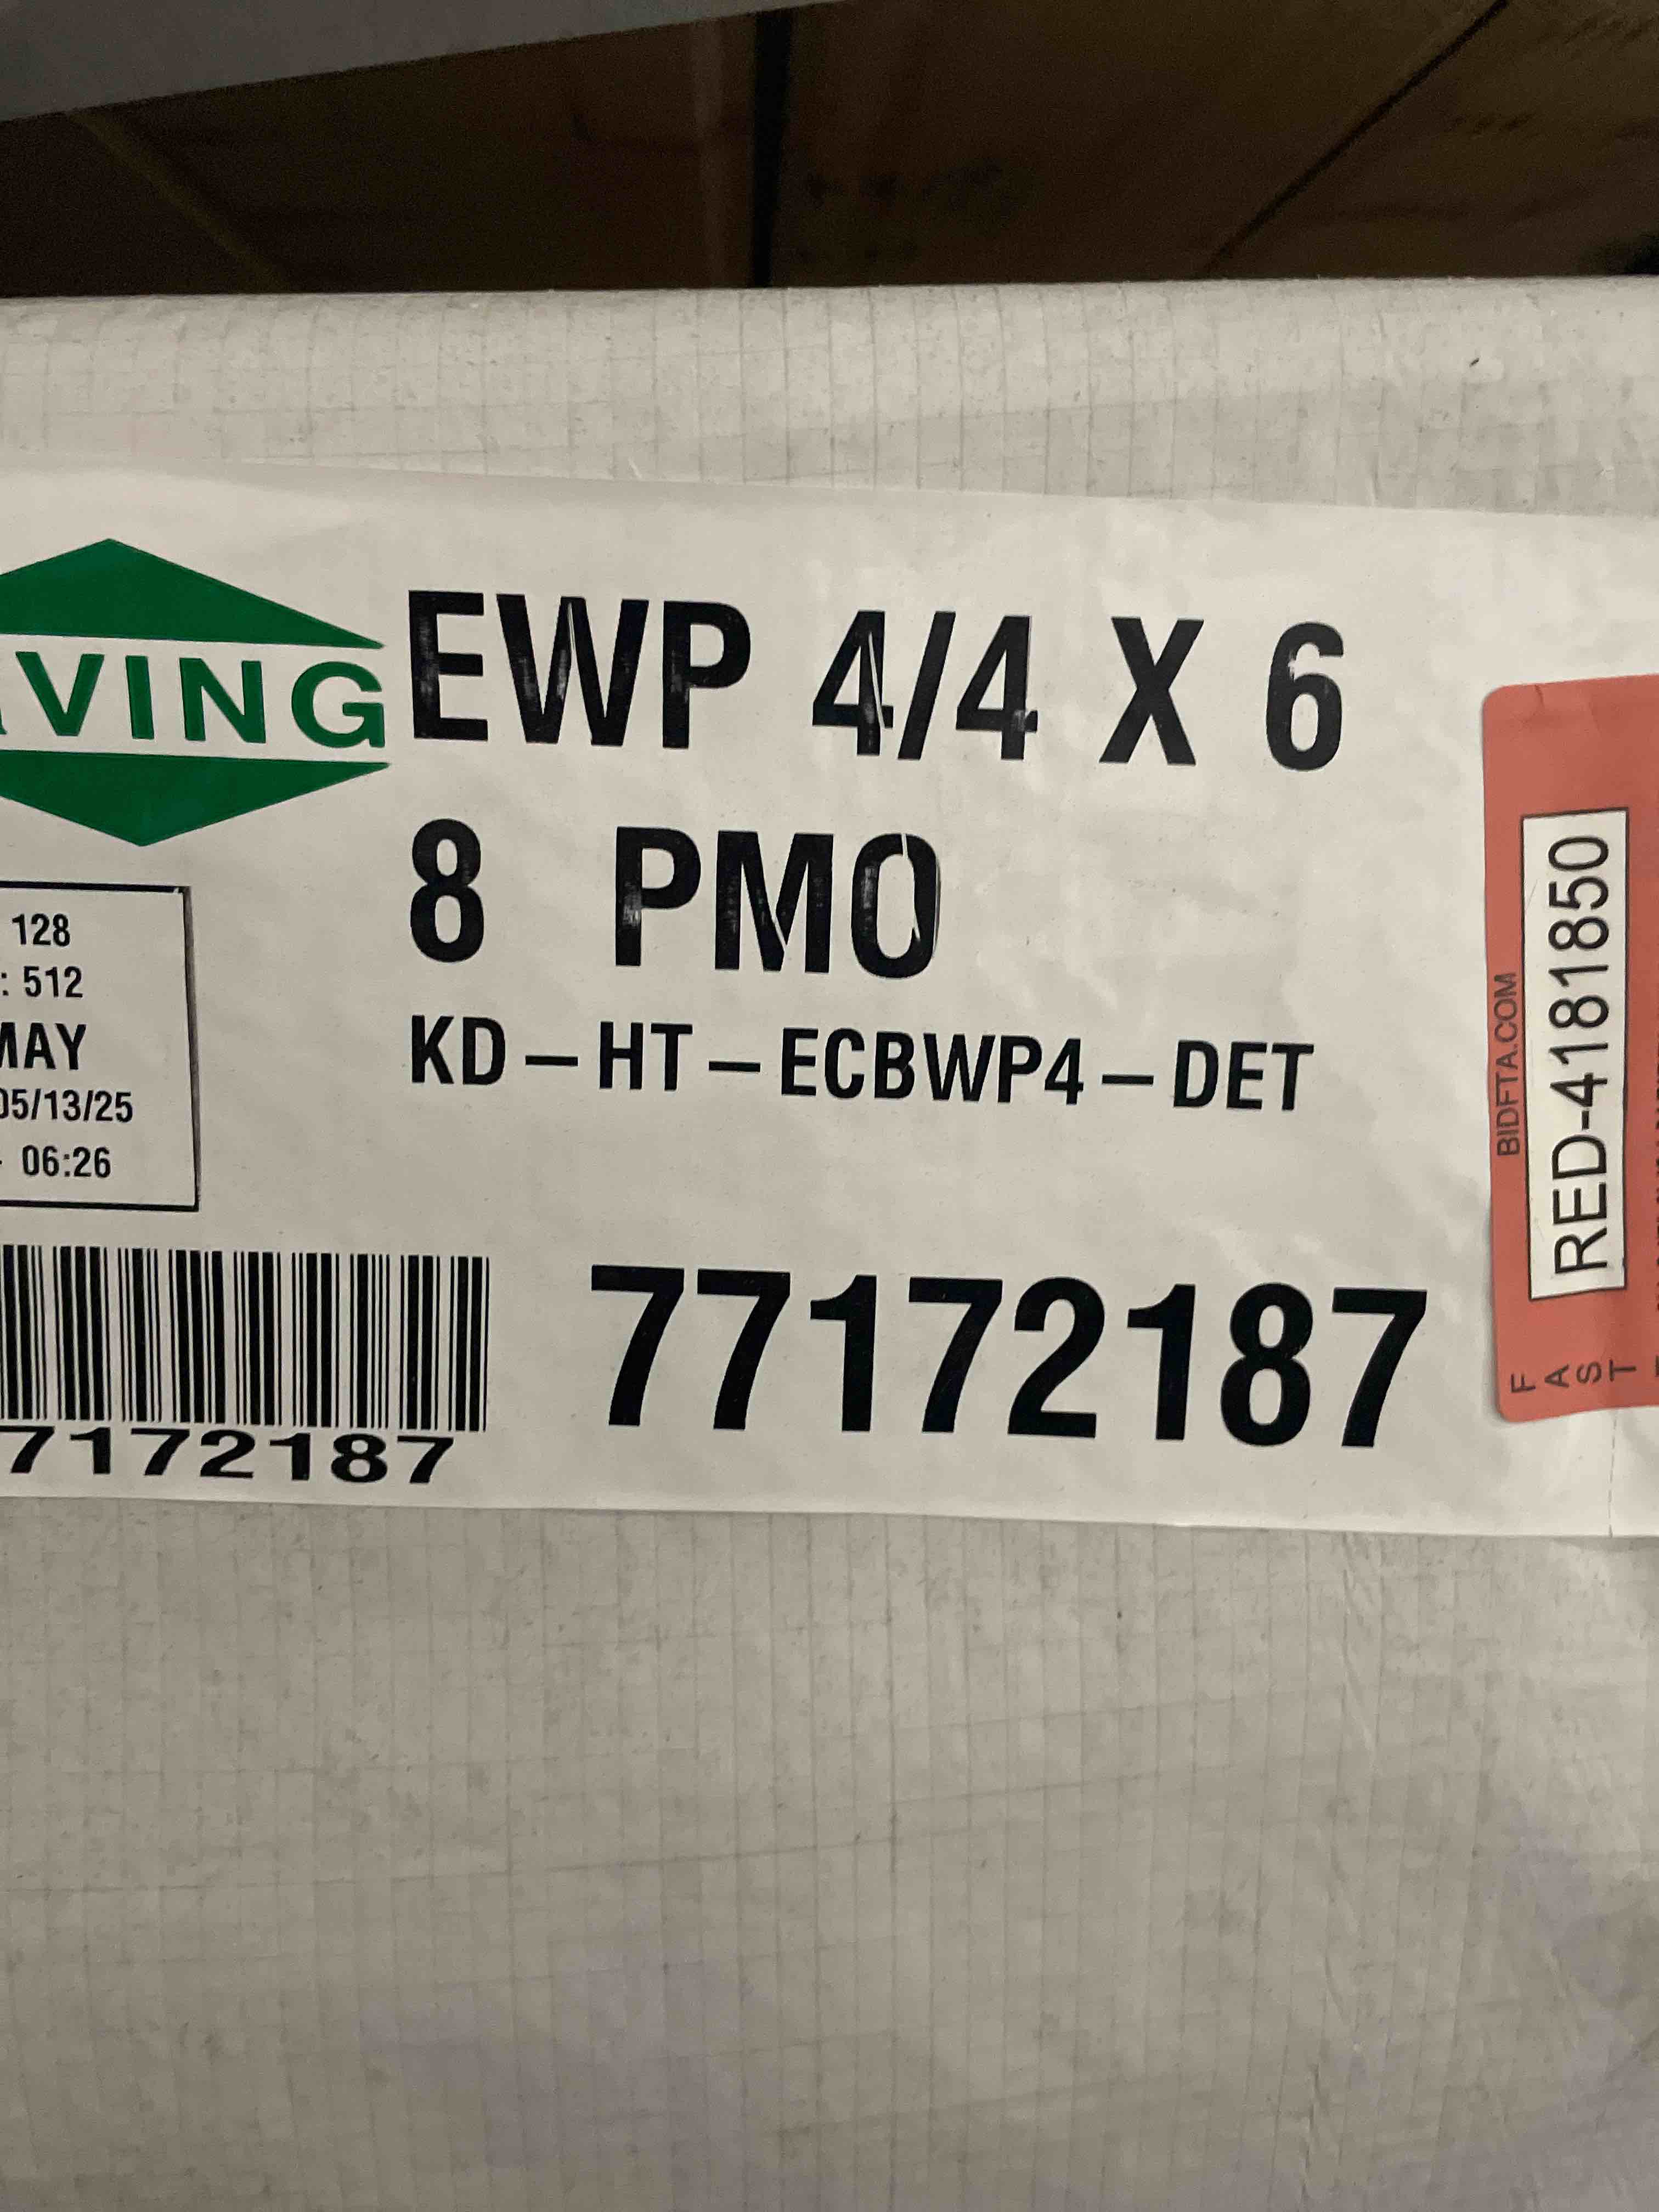 VING
EWP 4/4 X 6
8 PMO
KD-HT-ECBWP4-DET
128
: 512
MAY
05/13/25
- 06:26
7172187
77172187
BIDFTA.COM
RED-4181850
FAST